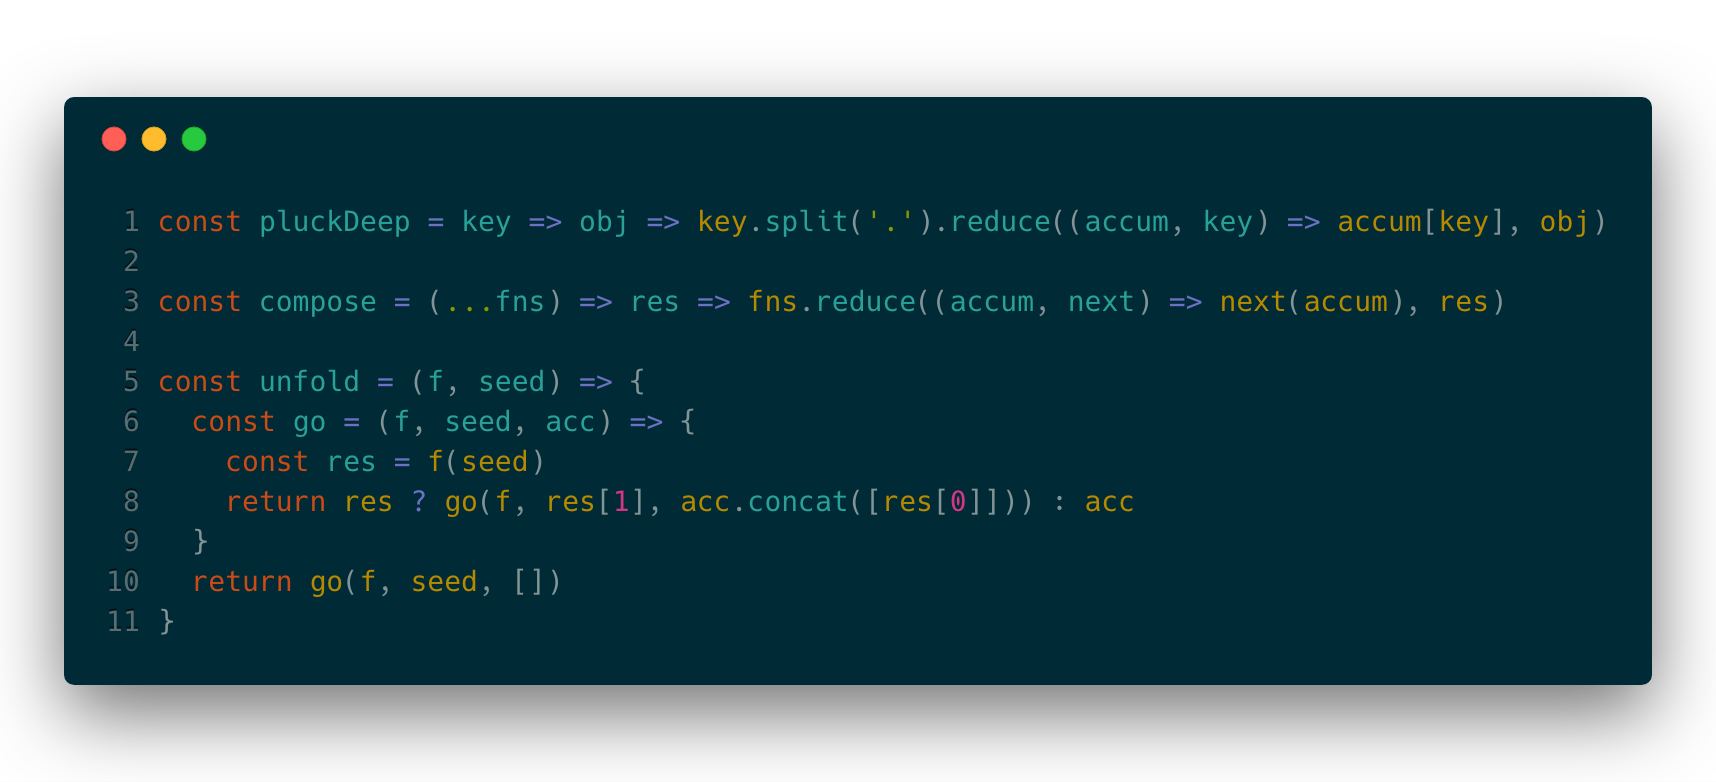 1 const pluckDeep = key => obj => key.split('.').reduce((accum, key) => accum[key], obj)
2
3 const compose = (...fns) => res => fns.reduce((accum, next) => next(accum), res)
4
5 const unfold = (f, seed) => {
6   const go = (f, seed, acc) => {
7     const res = f(seed)
8     return res ? go(f, res[1], acc.concat([res[0]])) : acc
9   }
10   return go(f, seed, [])
11 }